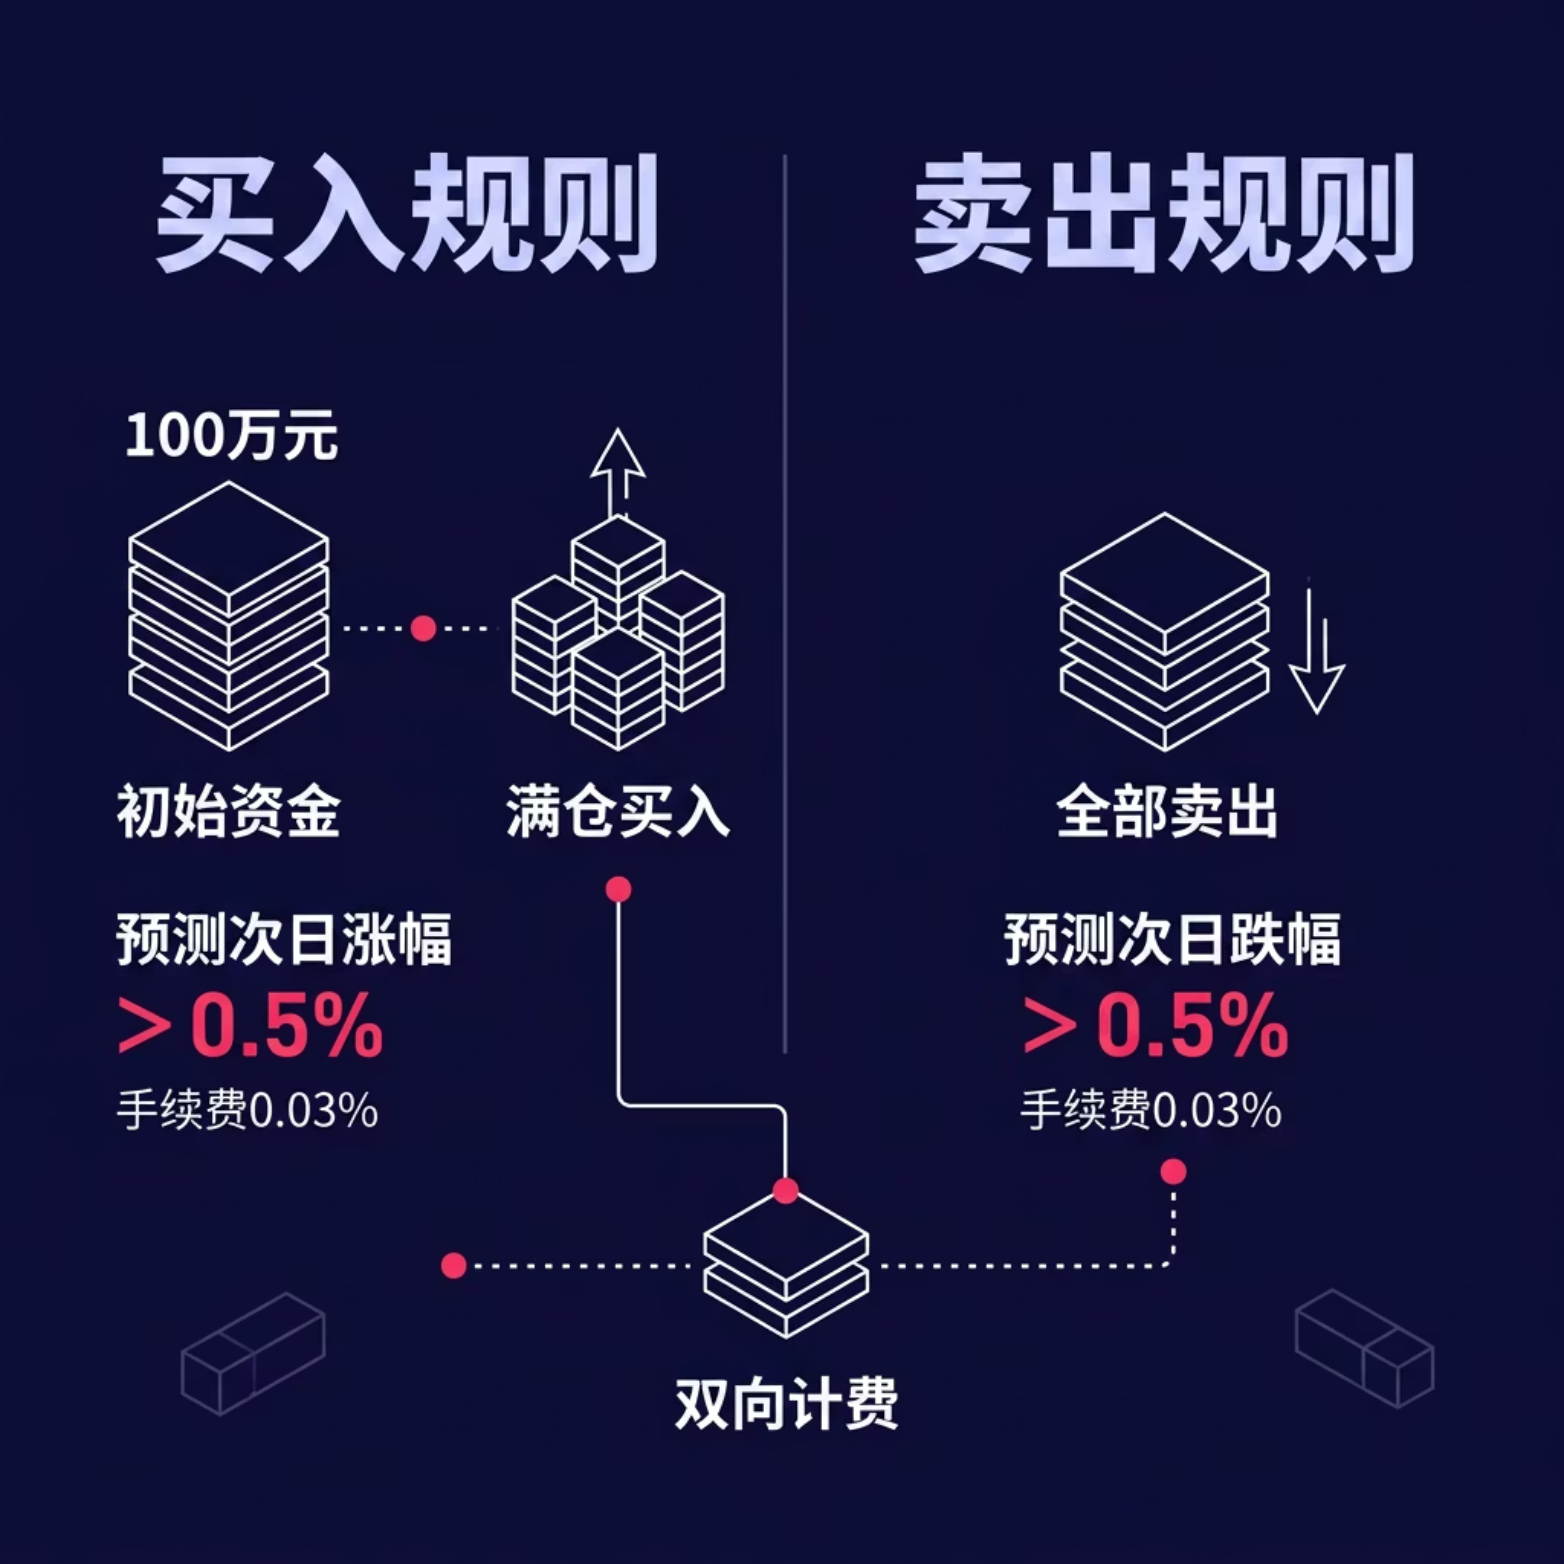 买入规则
100万元
初始资金
满仓买入
预测次日涨幅
> 0.5%
手续费0.03%
卖出规则
全部卖出
预测次日跌幅
> 0.5%
手续费0.03%
双向计费